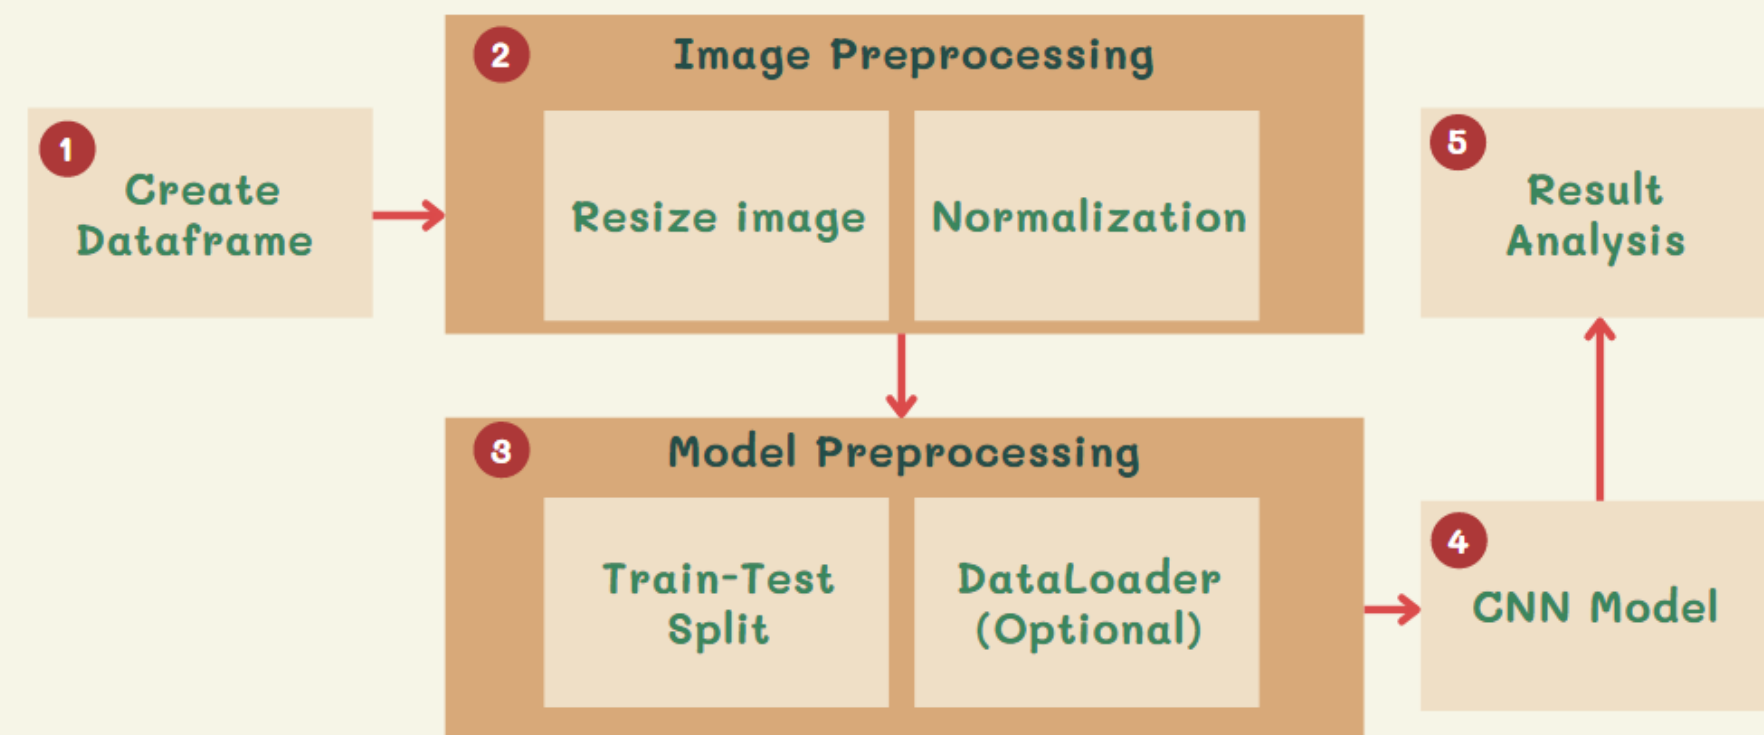 1
Create
Dataframe
2
Image Preprocessing
Resize image
Normalization
3
Model Preprocessing
Train-Test
Split
DataLoader
(Optional)
4
CNN Model
5
Result
Analysis